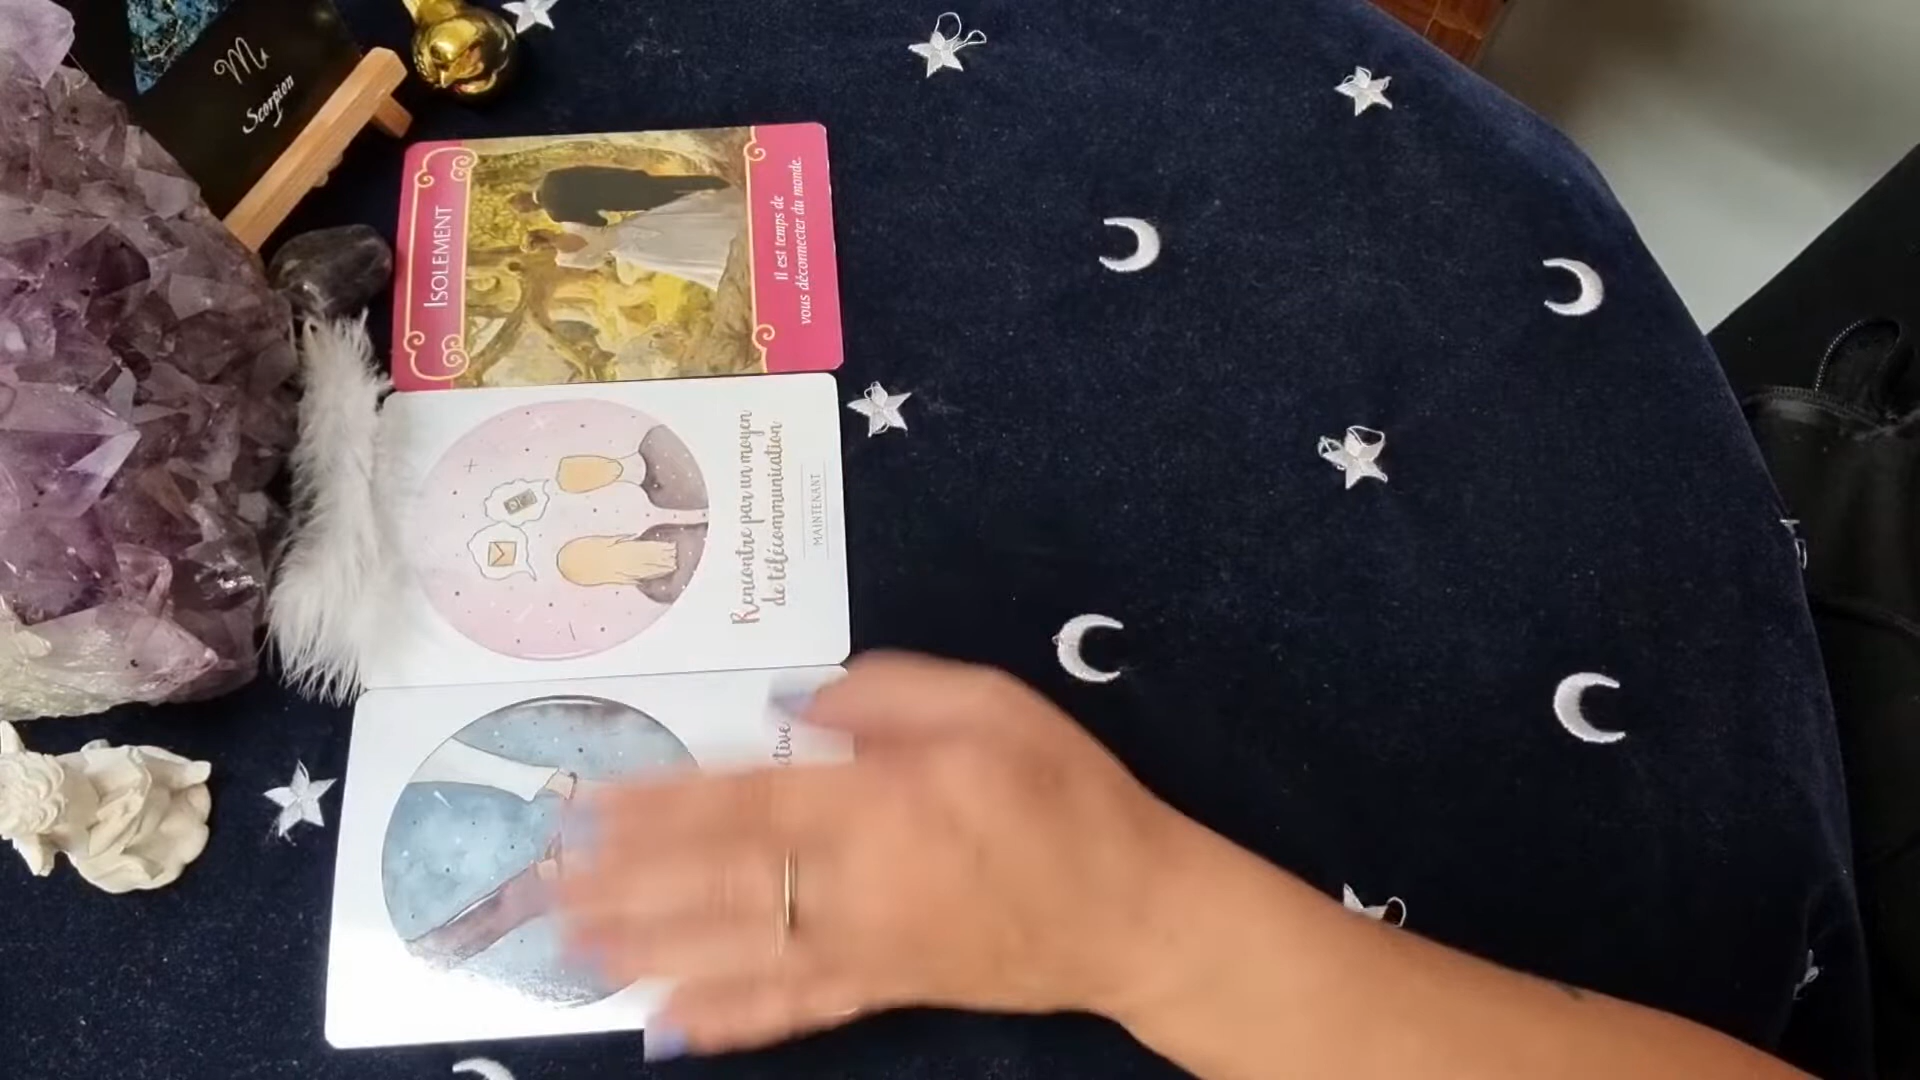 Scorpion
ISOLEMENT
Il est temps de
vous déconnecter du monde.
Rencontre par un moyen
de télécommunication
MAINTENANT